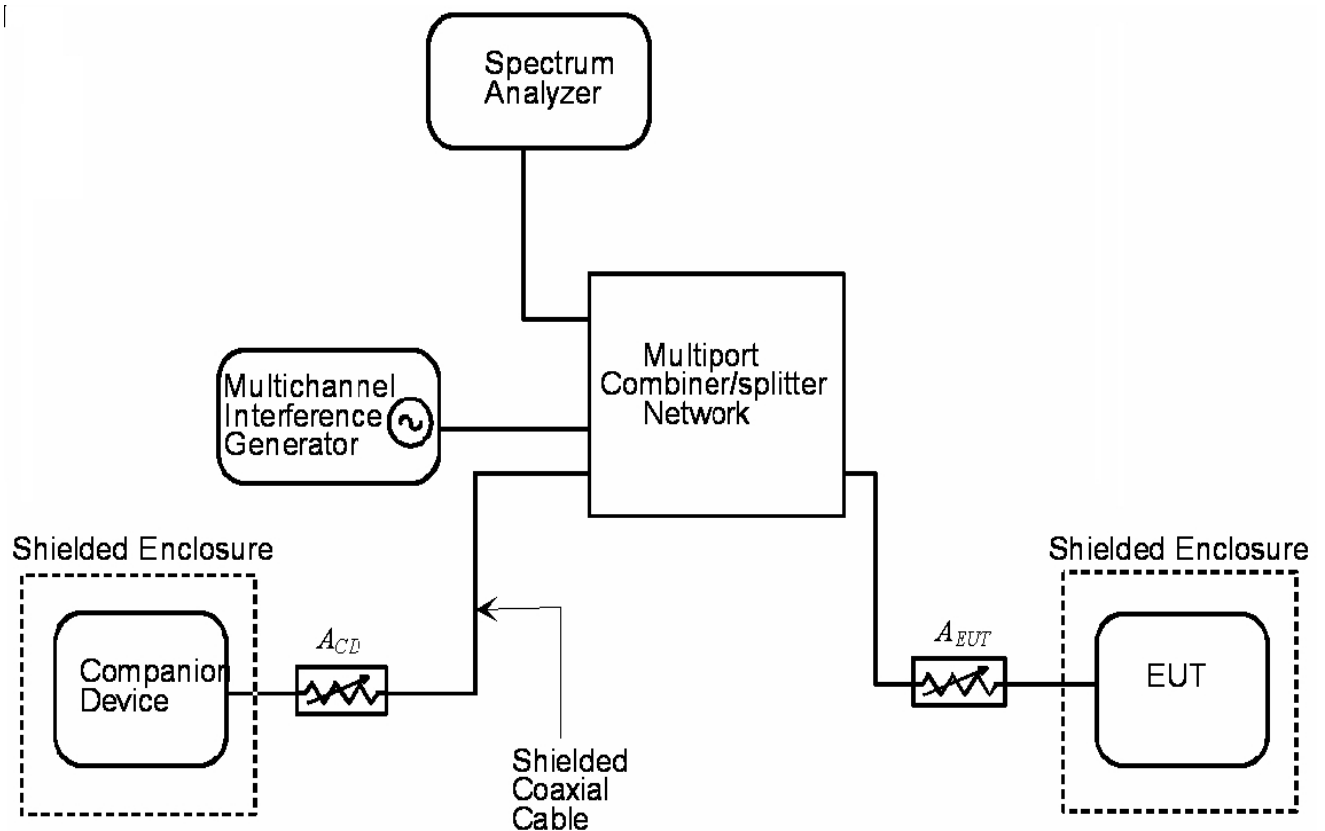 Spectrum
Analyzer
Multiport
Combiner/splitter
Network
Multichannel
Interference
Generator
Shielded Enclosure
Shielded Enclosure
A_CD
A_EUT
Companion
Device
EUT
Shielded
Coaxial
Cable